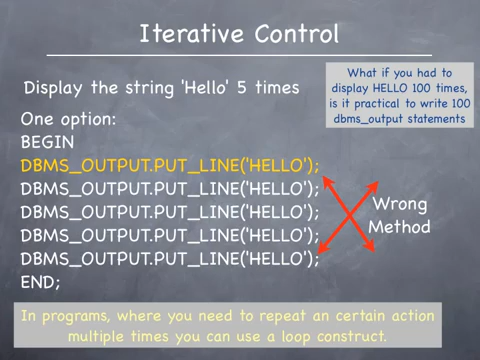 Iterative Control
Display the string 'Hello' 5 times
What if you had to
display HELLO 100 times,
is it practical to write 100
dbms_output statements
One option:
BEGIN
DBMS_OUTPUT.PUT_LINE('HELLO');
DBMS_OUTPUT.PUT_LINE('HELLO');
DBMS_OUTPUT.PUT_LINE('HELLO');
DBMS_OUTPUT.PUT_LINE('HELLO');
DBMS_OUTPUT.PUT_LINE('HELLO');
END;
Wrong
Method
In programs, where you need to repeat an certain action
multiple times you can use a loop construct.